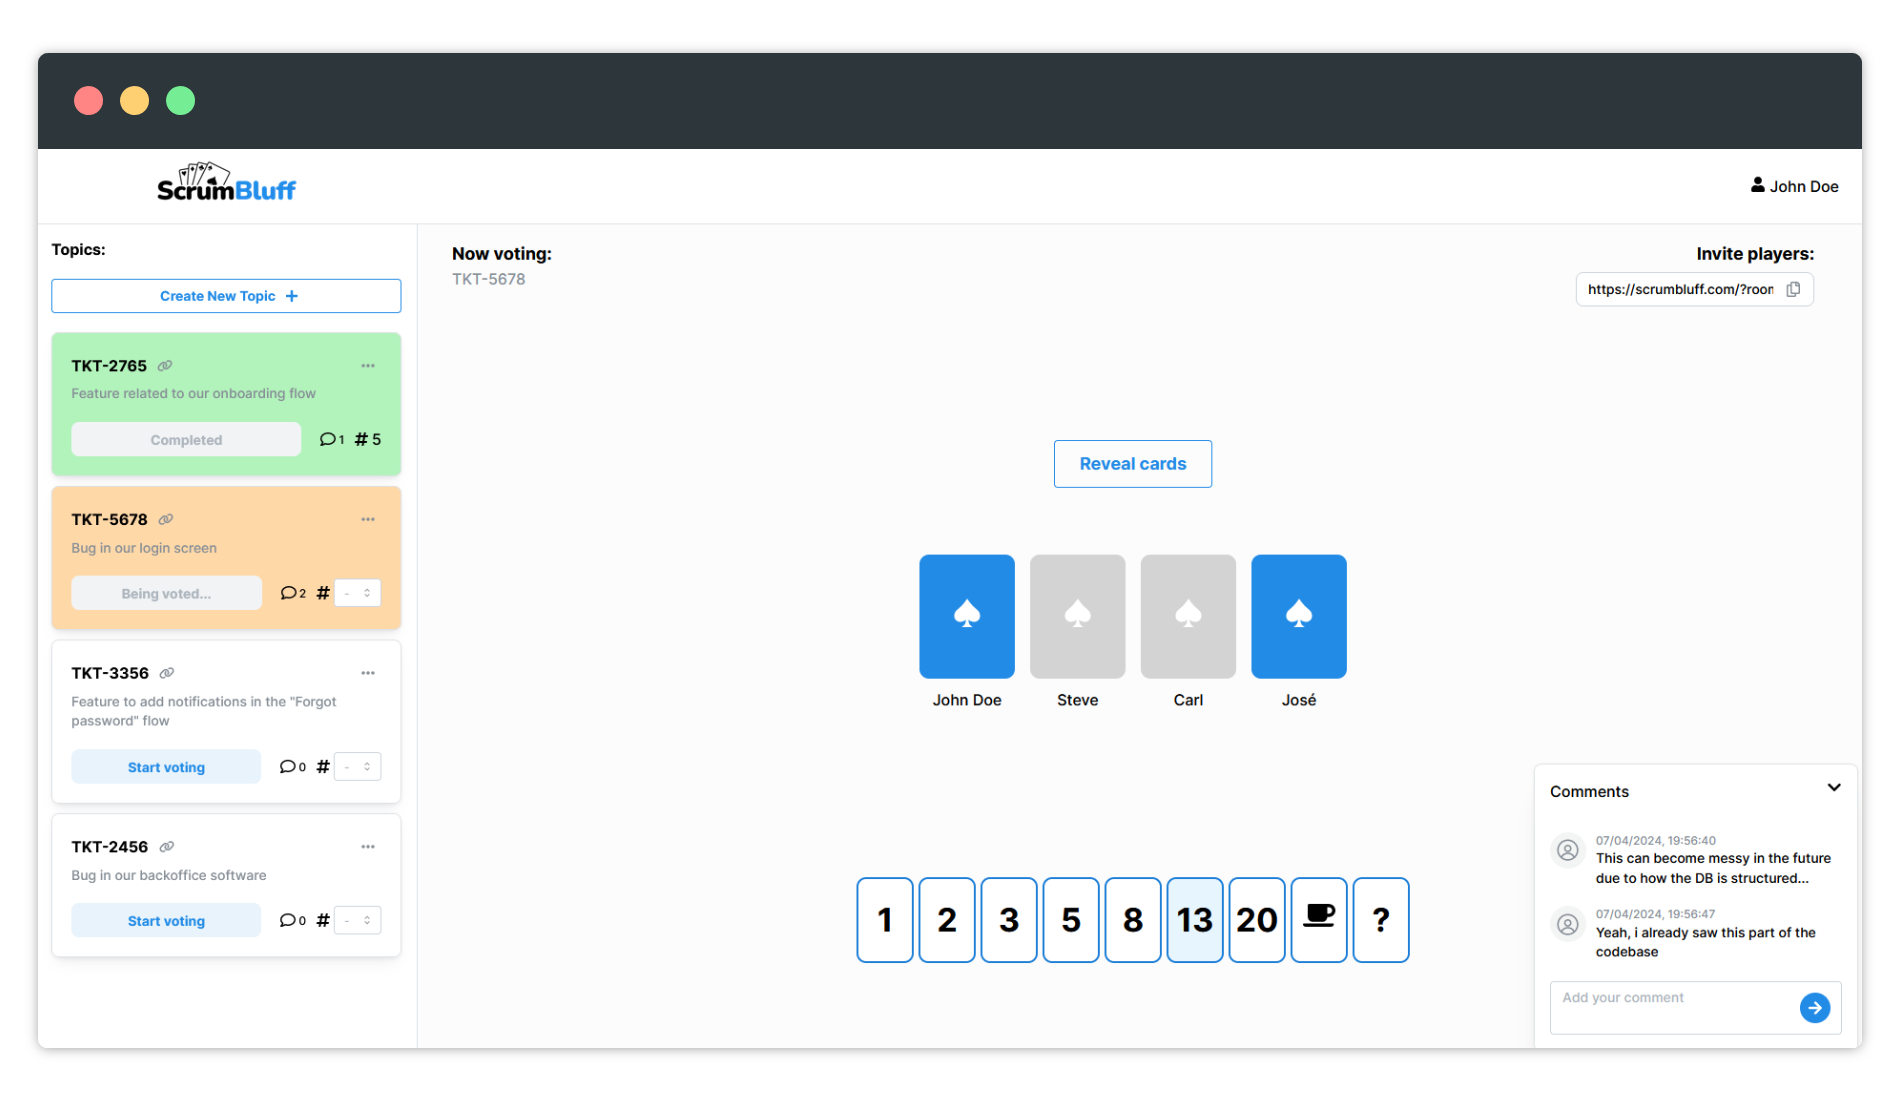 ScrumBluff
John Doe
Topics:
Create New Topic +
TKT-2765
Feature related to our onboarding flow
Completed
1 # 5
TKT-5678
Bug in our login screen
Being voted...
2 # -
TKT-3356
Feature to add notifications in the "Forgot
password" flow
Start voting
0 # -
TKT-2456
Bug in our backoffice software
Start voting
0 # -
Now voting:
TKT-5678
Invite players:
https://scrumbluff.com/?room
Reveal cards
John Doe
Steve
Carl
José
1 2 3 5 8 13 20 ?
Comments
07/04/2024, 19:56:40
This can become messy in the future
due to how the DB is structured...
07/04/2024, 19:56:47
Yeah, i already saw this part of the
codebase
Add your comment